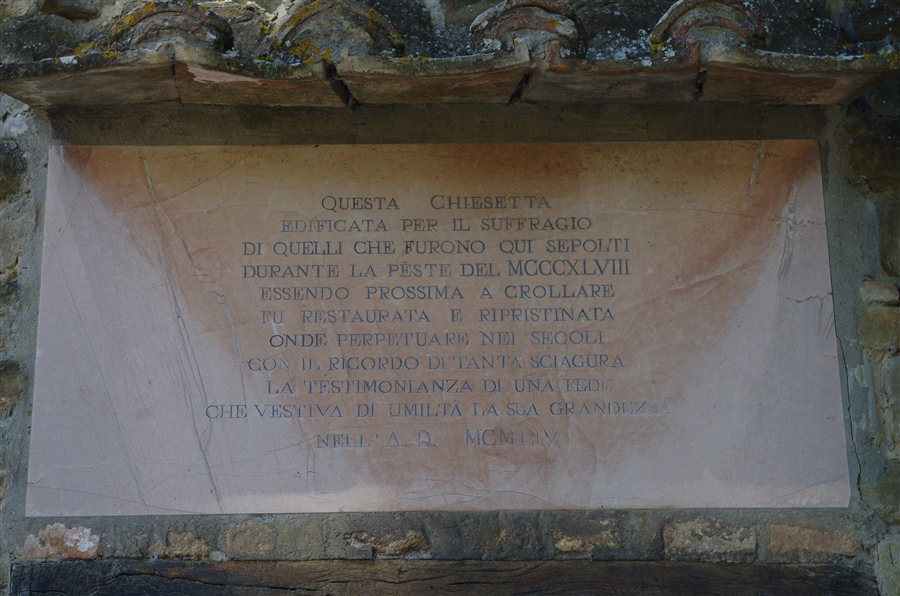 QUESTA CHIESETTA
EDIFICATA PER IL SUFFRAGIO
DI QUELLI CHE FURONO QUI SEPOLTI
DURANTE LA PESTE DEL MCCCXLVIII
ESSENDO PROSSIMA A CROLLARE
FU RESTAURATA E RIPRISTINATA
ONDE PERPETUARE NEI SECOLI
CON IL RICORDO DI TANTA SCIAGURA
LA TESTIMONIANZA DI UNA FEDE
CHE VESTIVA DI UMILTÀ LA SUA GRANDEZZA
NELL'A. D. MCMLIV